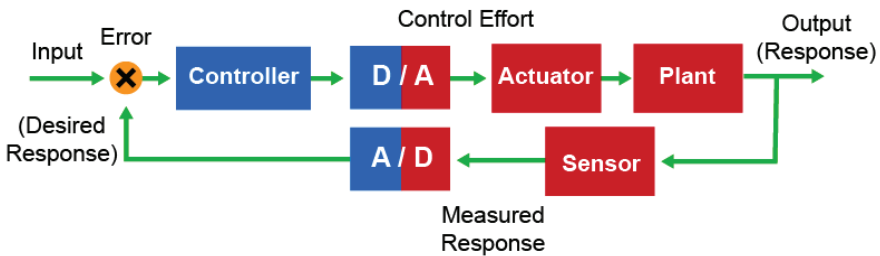 Control Effort
Output
(Response)
Input
Error
Controller
D / A
Actuator
Plant
(Desired
Response)
A / D
Sensor
Measured
Response